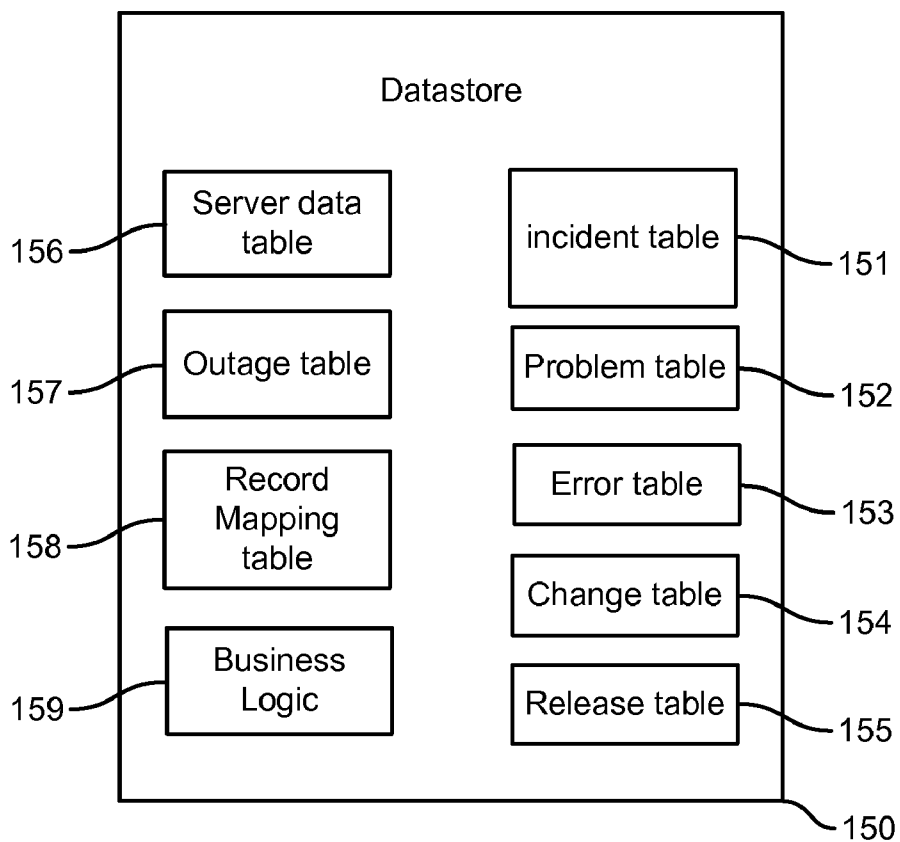 Datastore
Server data
table
156
Outage table
157
Record
Mapping
table
158
Business
Logic
159
incident table
151
Problem table
152
Error table
153
Change table
154
Release table
155
150